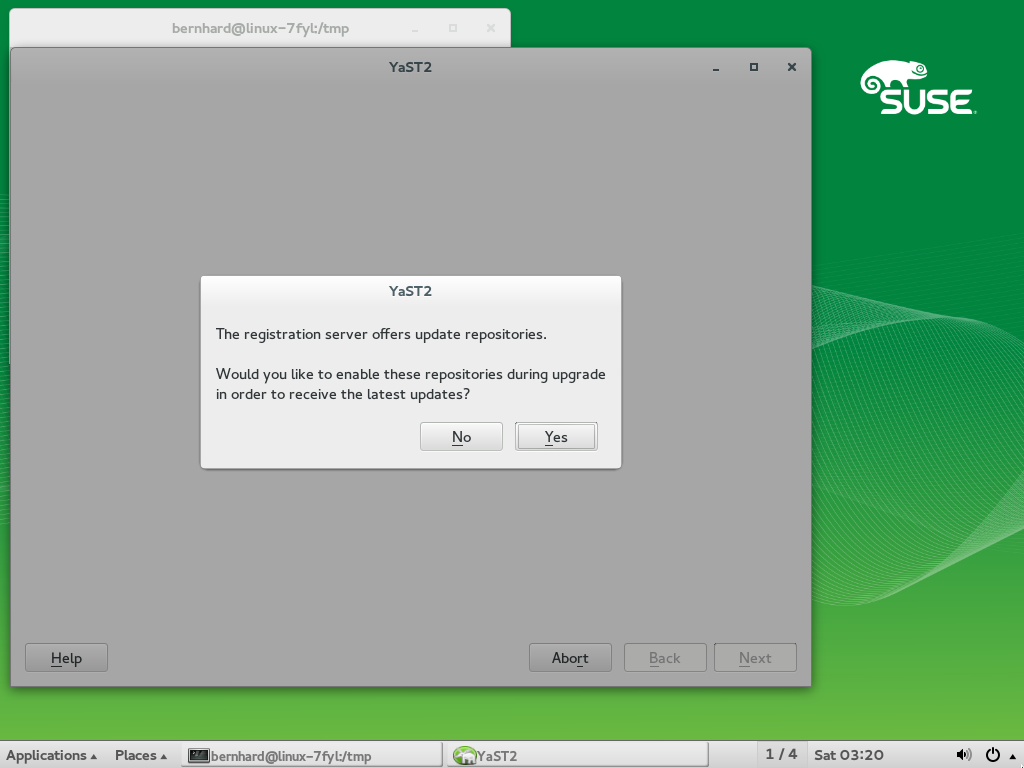 bernhard@linux-7fyl:/tmp
YaST2
SUSE
YaST2
The registration server offers update repositories.
Would you like to enable these repositories during upgrade
in order to receive the latest updates?
No
Yes
Help
Abort
Back
Next
Applications
Places
bernhard@linux-7fyl:/tmp
YaST2
1 / 4
Sat 03:20